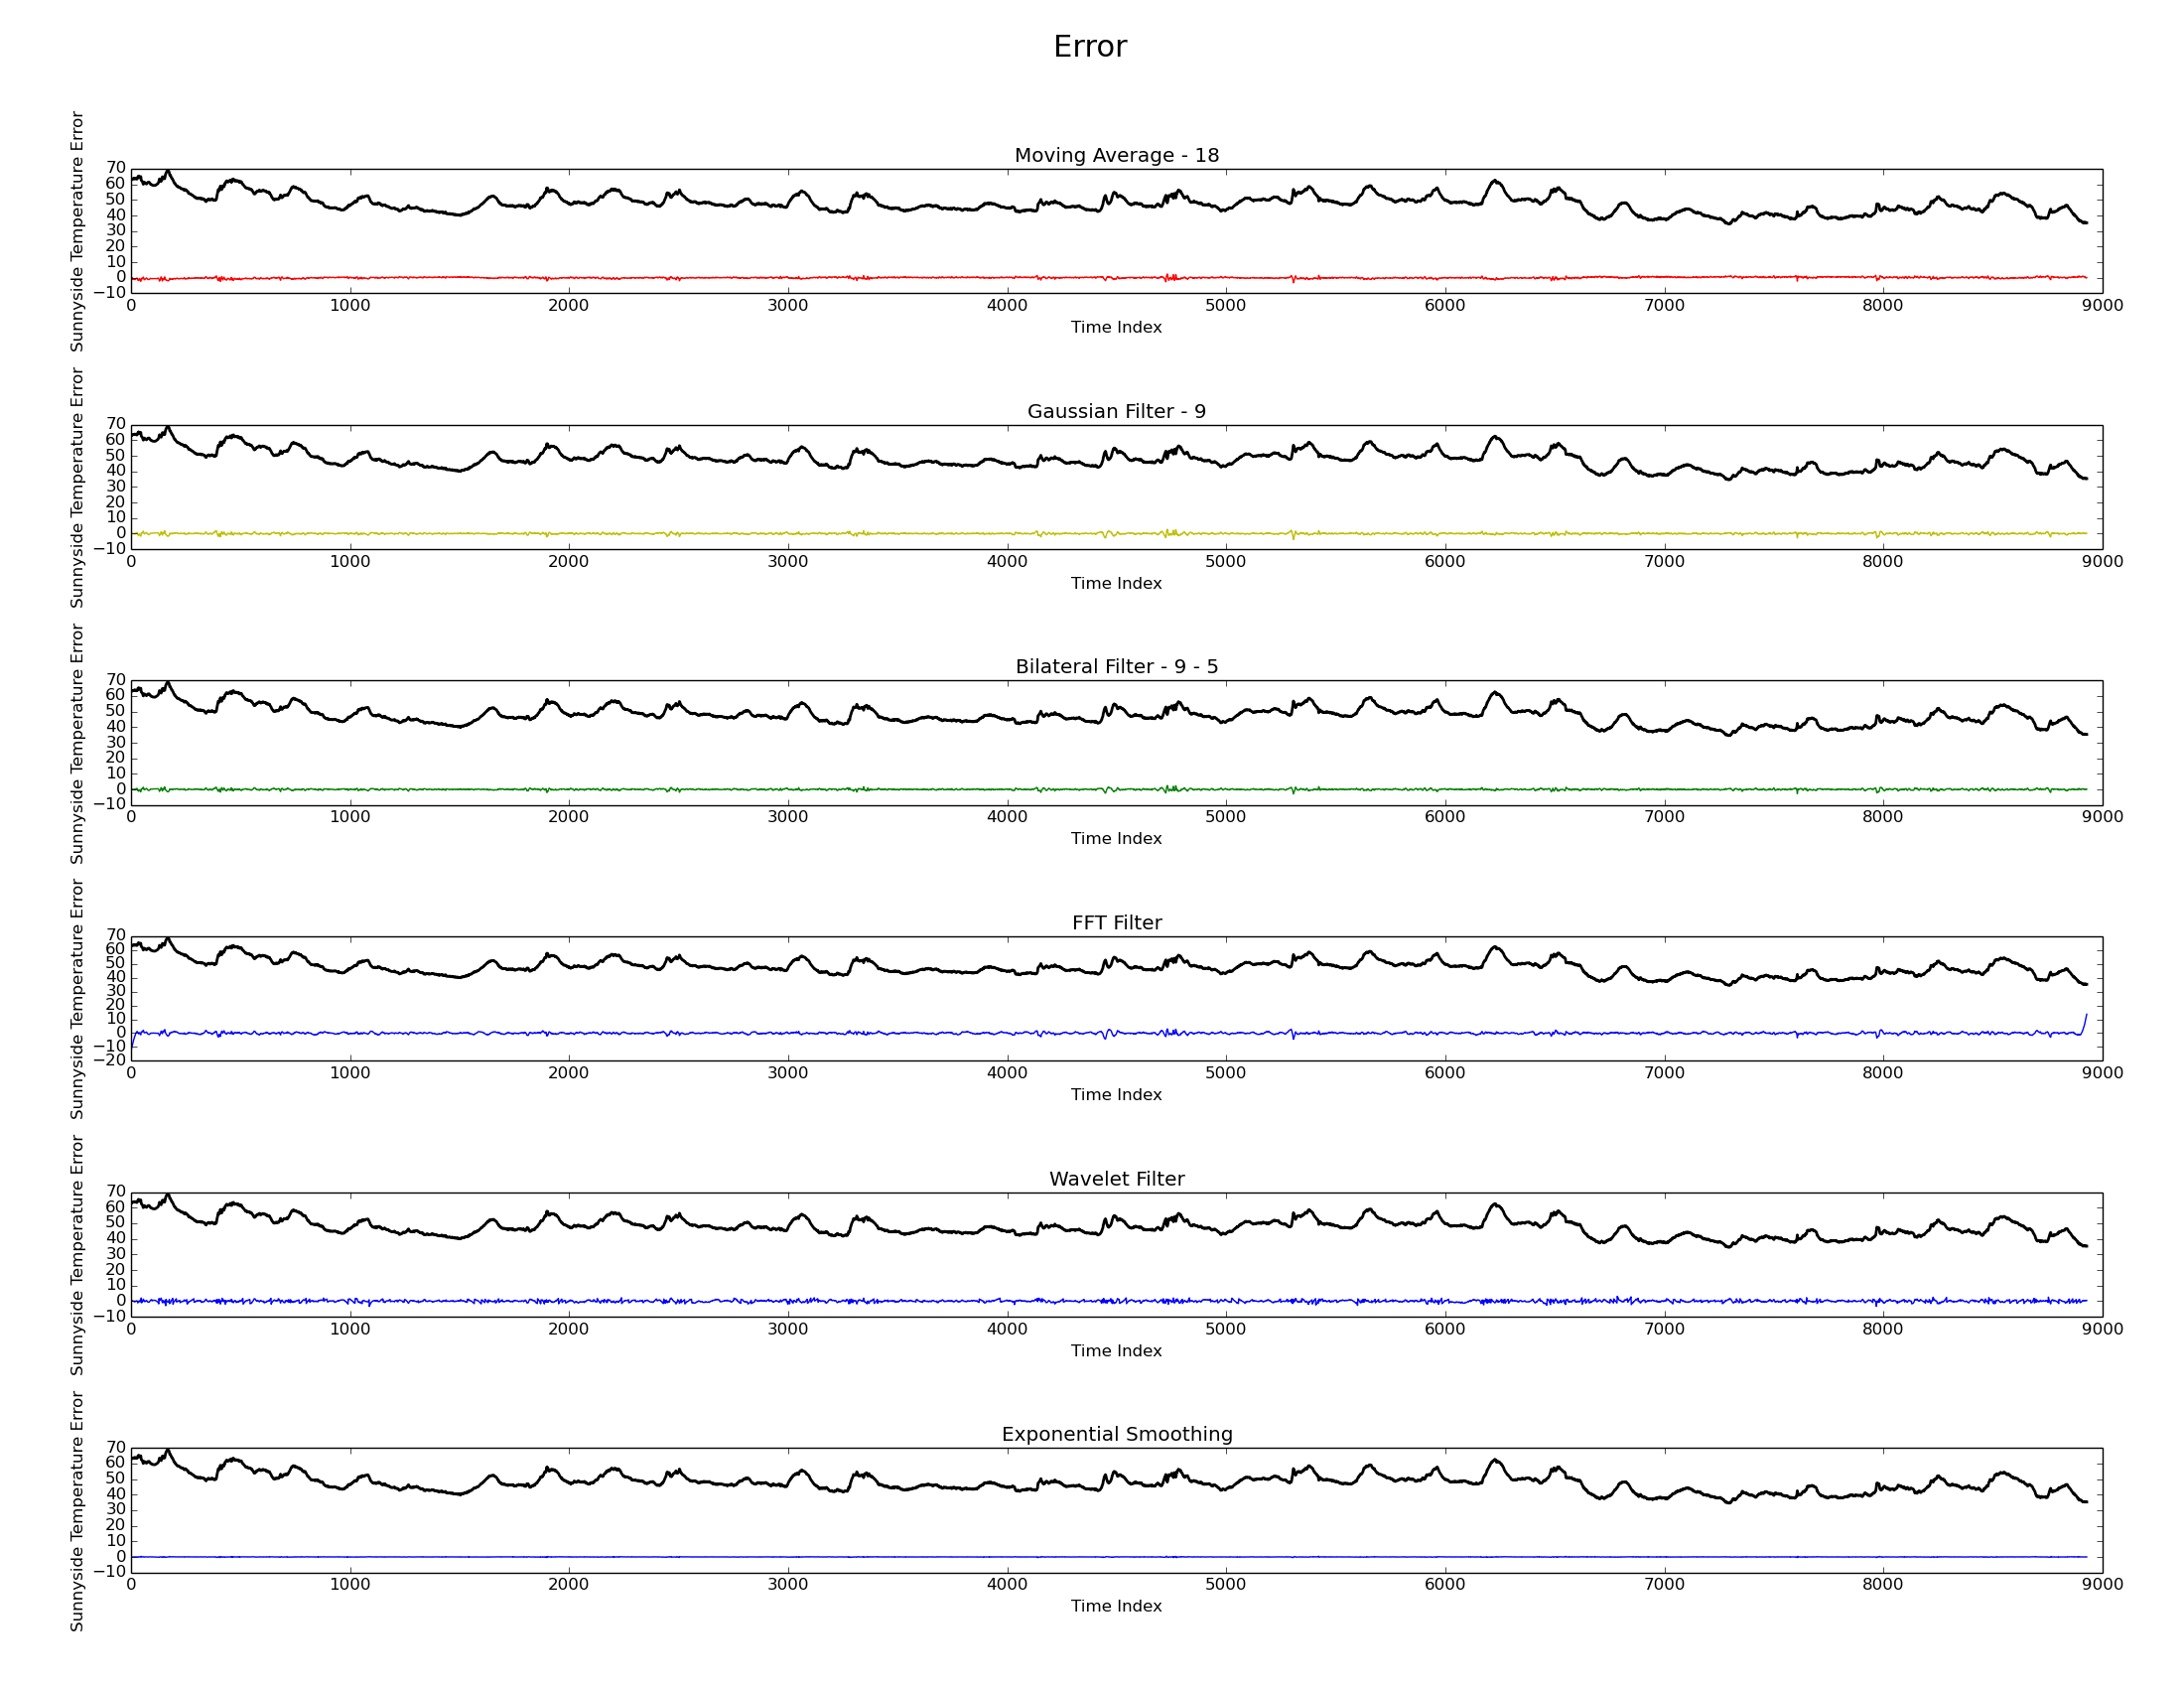 Error
Moving Average - 18
Sunnyside Temperature Error
70
60
50
40
30
20
10
0
−10
0 1000 2000 3000 4000 5000 6000 7000 8000 9000
Time Index
Gaussian Filter - 9
Sunnyside Temperature Error
70
60
50
40
30
20
10
0
−10
0 1000 2000 3000 4000 5000 6000 7000 8000 9000
Time Index
Bilateral Filter - 9 - 5
Sunnyside Temperature Error
70
60
50
40
30
20
10
0
−10
0 1000 2000 3000 4000 5000 6000 7000 8000 9000
Time Index
FFT Filter
Sunnyside Temperature Error
70
60
50
40
30
20
10
0
−10
−20
0 1000 2000 3000 4000 5000 6000 7000 8000 9000
Time Index
Wavelet Filter
Sunnyside Temperature Error
70
60
50
40
30
20
10
0
−10
0 1000 2000 3000 4000 5000 6000 7000 8000 9000
Time Index
Exponential Smoothing
Sunnyside Temperature Error
70
60
50
40
30
20
10
0
−10
0 1000 2000 3000 4000 5000 6000 7000 8000 9000
Time Index